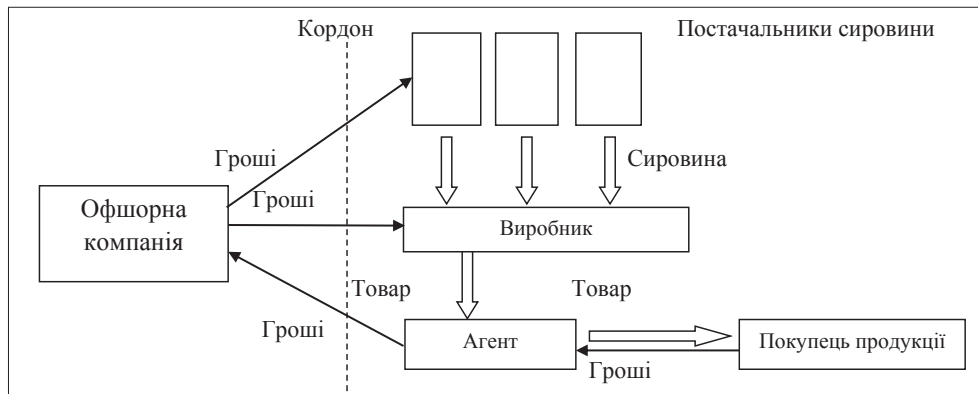 Кордон
Постачальники сировини
Гроші
Сировина
Офшорна
компанія
Гроші
Виробник
Товар
Товар
Гроші
Агент
Покупець продукції
Гроші